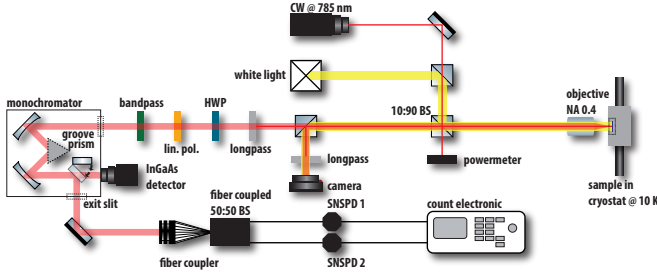 CW @ 785 nm
white light
objective
NA 0.4
monochromator
bandpass
HWP
10:90 BS
groove
prism
lin. pol.
longpass
longpass
powermeter
InGaAs
detector
camera
sample in
cryostat @ 10 K
exit slit
fiber coupled
50:50 BS
SNSPD 1
count electronic
fiber coupler
SNSPD 2